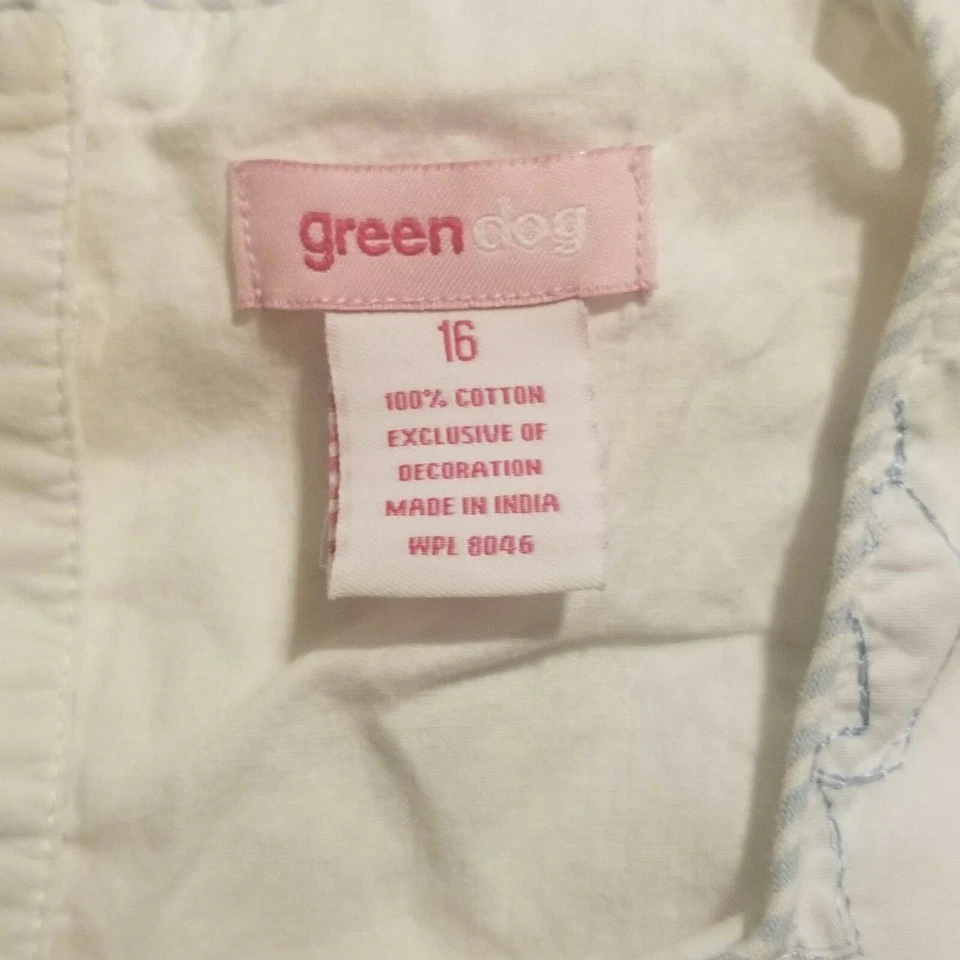 green dog
16
100% COTTON
EXCLUSIVE OF
DECORATION
MADE IN INDIA
WPL 8046